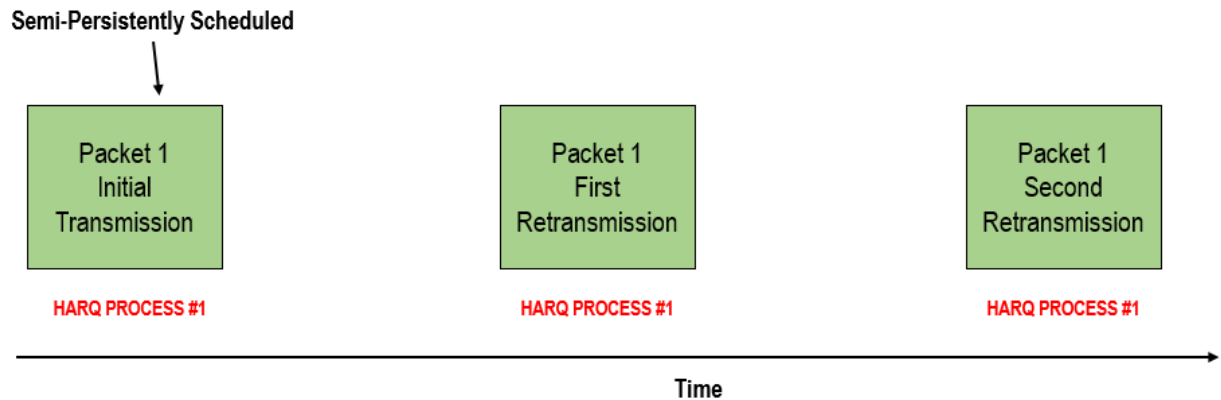 Semi-Persistently Scheduled
Packet 1
Initial
Transmission
Packet 1
First
Retransmission
Packet 1
Second
Retransmission
HARQ PROCESS #1
HARQ PROCESS #1
HARQ PROCESS #1
Time